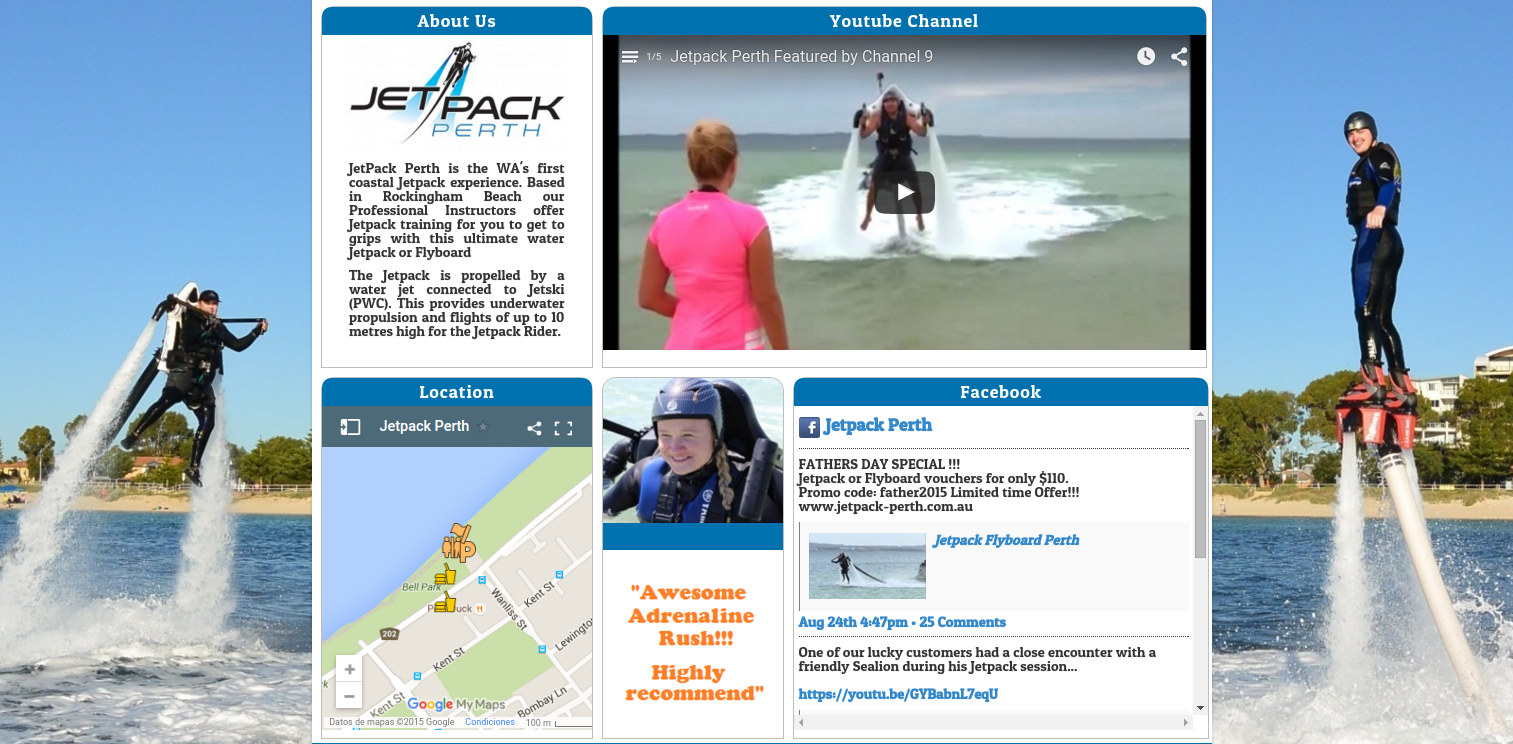 About Us
JETPACK
PERTH
JetPack Perth is the WA's first
coastal Jetpack experience. Based
in Rockingham Beach our
Professional Instructors offer
Jetpack training for you to get to
grips with this ultimate water
Jetpack or Flyboard
The Jetpack is propelled by a
water jet connected to Jetski
(PWC). This provides underwater
propulsion and flights of up to 10
metres high for the Jetpack Rider.
Youtube Channel
1/5 Jetpack Perth Featured by Channel 9
Location
Jetpack Perth
Bell Park
Wanliss St
Kent St
202
Kent St
Bombay Ln
Kent St
Google My Maps
Datos de mapas ©2015 Google Condiciones 100 m
"Awesome
Adrenaline
Rush!!!
Highly
recommend"
Facebook
Jetpack Perth
FATHERS DAY SPECIAL !!!
Jetpack or Flyboard vouchers for only $110.
Promo code: father2015 Limited time Offer!!!
www.jetpack-perth.com.au
Jetpack Flyboard Perth
Aug 24th 4:47pm • 25 Comments
One of our lucky customers had a close encounter with a
friendly Sealion during his Jetpack session...
https://youtu.be/GYBabnL7eqU